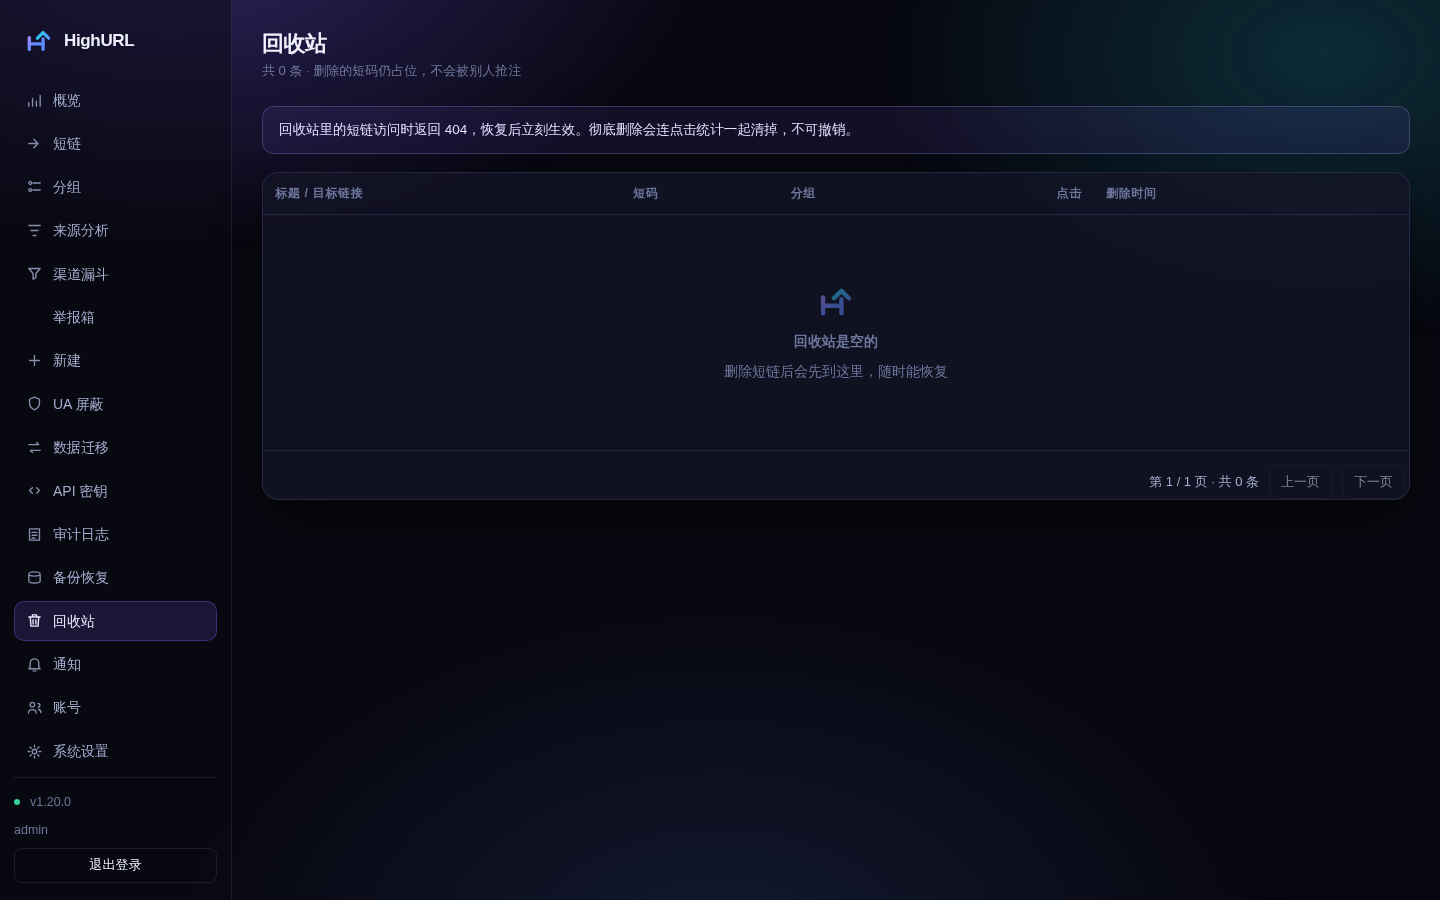 HighURL
概览
短链
分组
来源分析
渠道漏斗
举报箱
新建
UA 屏蔽
数据迁移
API 密钥
审计日志
备份恢复
回收站
通知
账号
系统设置
v1.20.0
admin
退出登录
回收站
共 0 条 · 删除的短码仍占位，不会被别人抢注
回收站里的短链访问时返回 404，恢复后立刻生效。彻底删除会连点击统计一起清掉，不可撤销。
标题 / 目标链接 短码 分组 点击 删除时间
回收站是空的
删除短链后会先到这里，随时能恢复
第 1 / 1 页 · 共 0 条 上一页 下一页